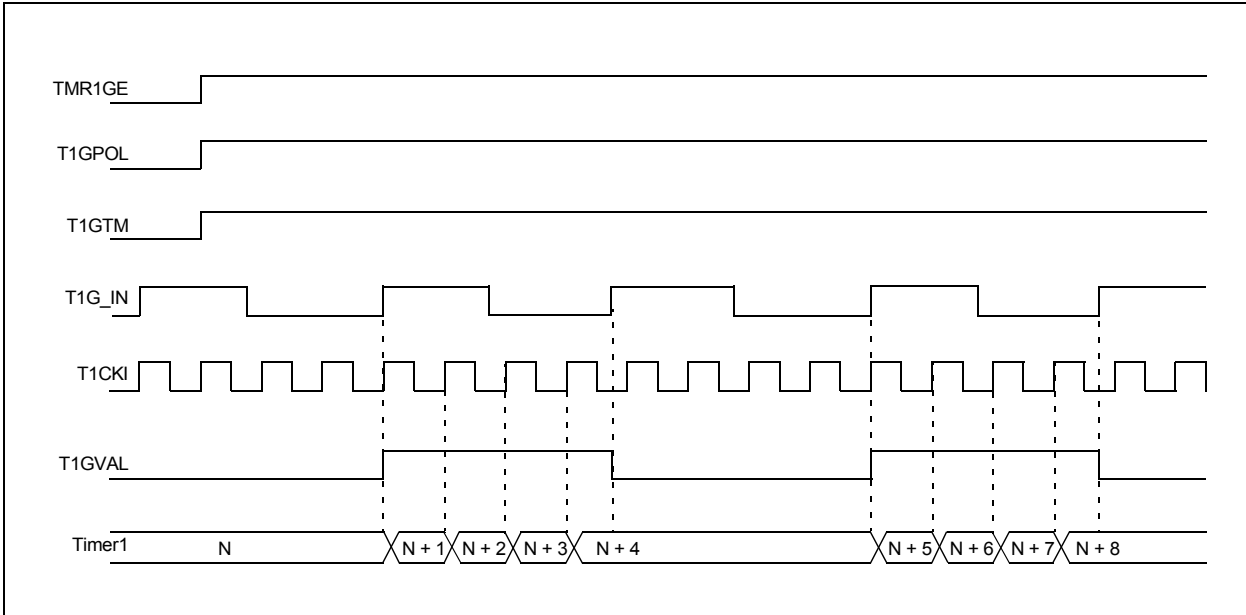 TMR1GE
T1GPOL
T1GTM
T1G_IN
T1CKI
T1GVAL
Timer1 N N + 1 N + 2 N + 3 N + 4 N + 5 N + 6 N + 7 N + 8